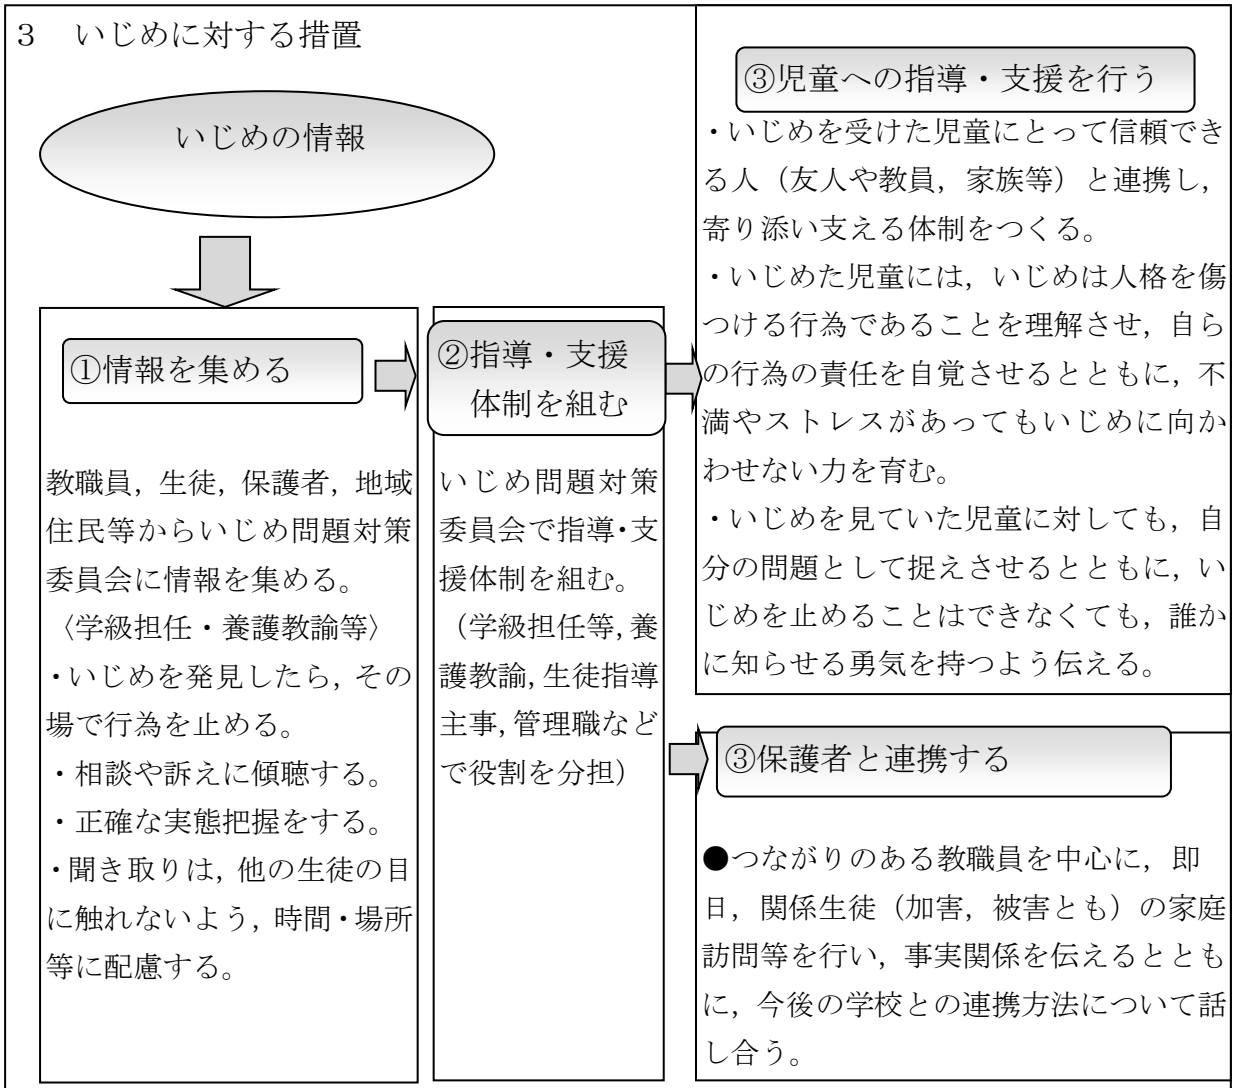 3　いじめに対する措置
いじめの情報
①情報を集める
教職員，生徒，保護者，地域
住民等からいじめ問題対策
委員会に情報を集める。
〈学級担任・養護教諭等〉
・いじめを発見したら，その
場で行為を止める。
・相談や訴えに傾聴する。
・正確な実態把握をする。
・聞き取りは，他の生徒の目
に触れないよう，時間・場所
等に配慮する。
②指導・支援
体制を組む
いじめ問題対策
委員会で指導・支
援体制を組む。
（学級担任等，養
護教諭，生徒指導
主事，管理職など
で役割を分担）
③児童への指導・支援を行う
・いじめを受けた児童にとって信頼でき
る人（友人や教員，家族等）と連携し，
寄り添い支える体制をつくる。
・いじめた児童には，いじめは人格を傷
つける行為であることを理解させ，自ら
の行為の責任を自覚させるとともに，不
満やストレスがあってもいじめに向か
わせない力を育む。
・いじめを見ていた児童に対しても，自
分の問題として捉えさせるとともに，い
じめを止めることはできなくても，誰か
に知らせる勇気を持つよう伝える。
③保護者と連携する
●つながりのある教職員を中心に，即
日，関係生徒（加害，被害とも）の家庭
訪問等を行い，事実関係を伝えるととも
に，今後の学校との連携方法について話
し合う。